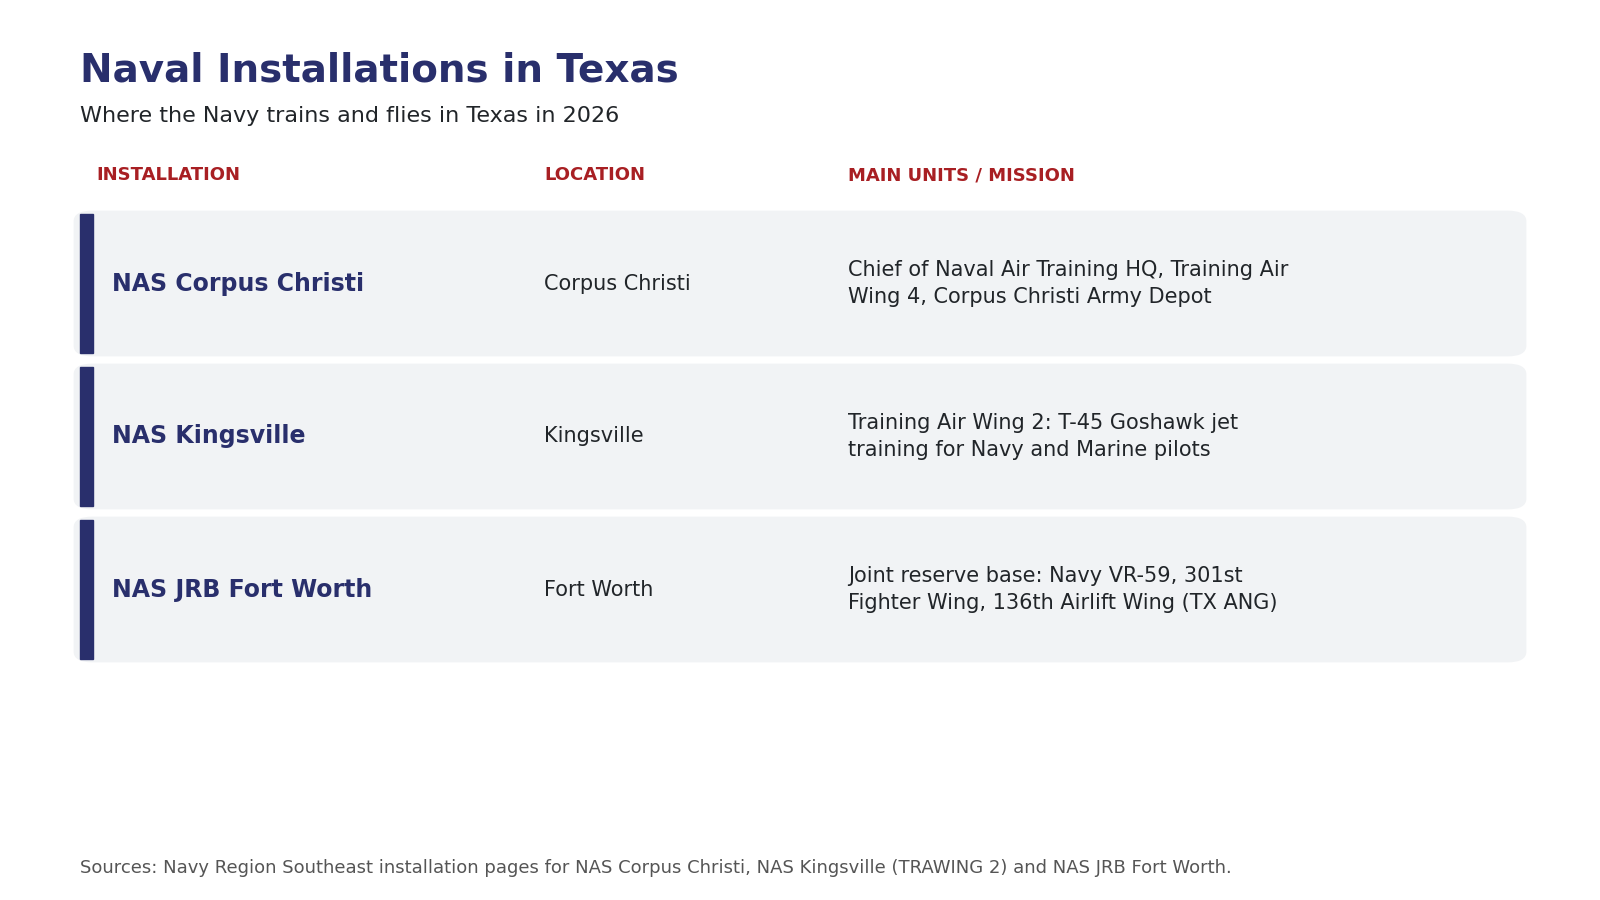 Naval Installations in Texas
Where the Navy trains and flies in Texas in 2026
INSTALLATION
LOCATION
MAIN UNITS / MISSION
NAS Corpus Christi
Corpus Christi
Chief of Naval Air Training HQ, Training Air
Wing 4, Corpus Christi Army Depot
NAS Kingsville
Kingsville
Training Air Wing 2: T-45 Goshawk jet
training for Navy and Marine pilots
NAS JRB Fort Worth
Fort Worth
Joint reserve base: Navy VR-59, 301st
Fighter Wing, 136th Airlift Wing (TX ANG)
Sources: Navy Region Southeast installation pages for NAS Corpus Christi, NAS Kingsville (TRAWING 2) and NAS JRB Fort Worth.